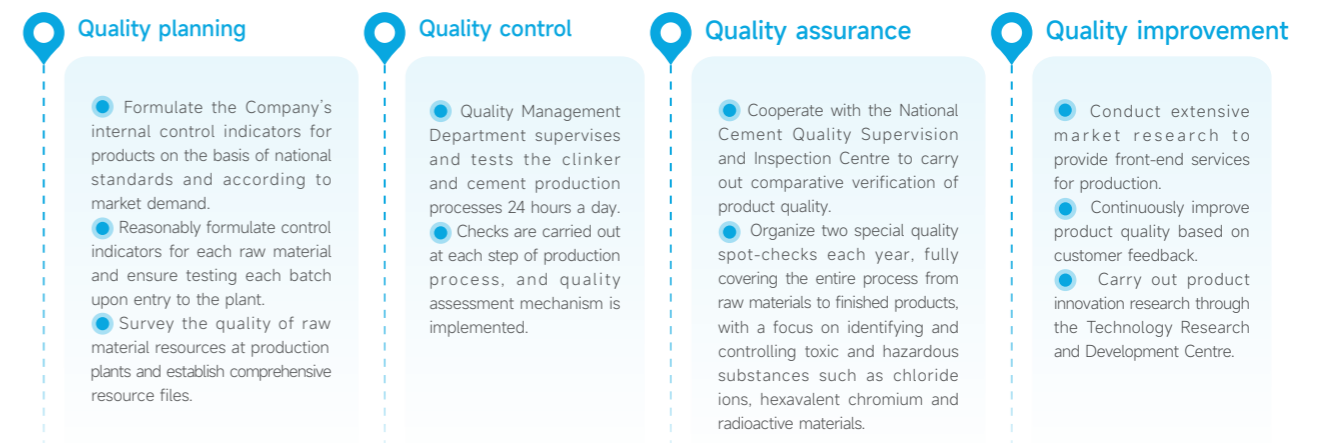 Quality planning
Formulate the Company's
internal control indicators for
products on the basis of national
standards and according to
market demand.
Reasonably formulate control
indicators for each raw material
and ensure testing each batch
upon entry to the plant.
Survey the quality of raw
material resources at production
plants and establish comprehensive
resource files.
Quality control
Quality Management
Department supervises
and tests the clinker
and cement production
processes 24 hours a day.
Checks are carried out
at each step of production
process, and quality
assessment mechanism is
implemented.
Quality assurance
Cooperate with the National
Cement Quality Supervision
and Inspection Centre to carry
out comparative verification of
product quality.
Organize two special quality
spot-checks each year, fully
covering the entire process from
raw materials to finished products,
with a focus on identifying and
controlling toxic and hazardous
substances such as chloride
ions, hexavalent chromium and
radioactive materials.
Quality improvement
Conduct extensive
market research to
provide front-end services
for production.
Continuously improve
product quality based on
customer feedback.
Carry out product
innovation research through
the Technology Research
and Development Centre.